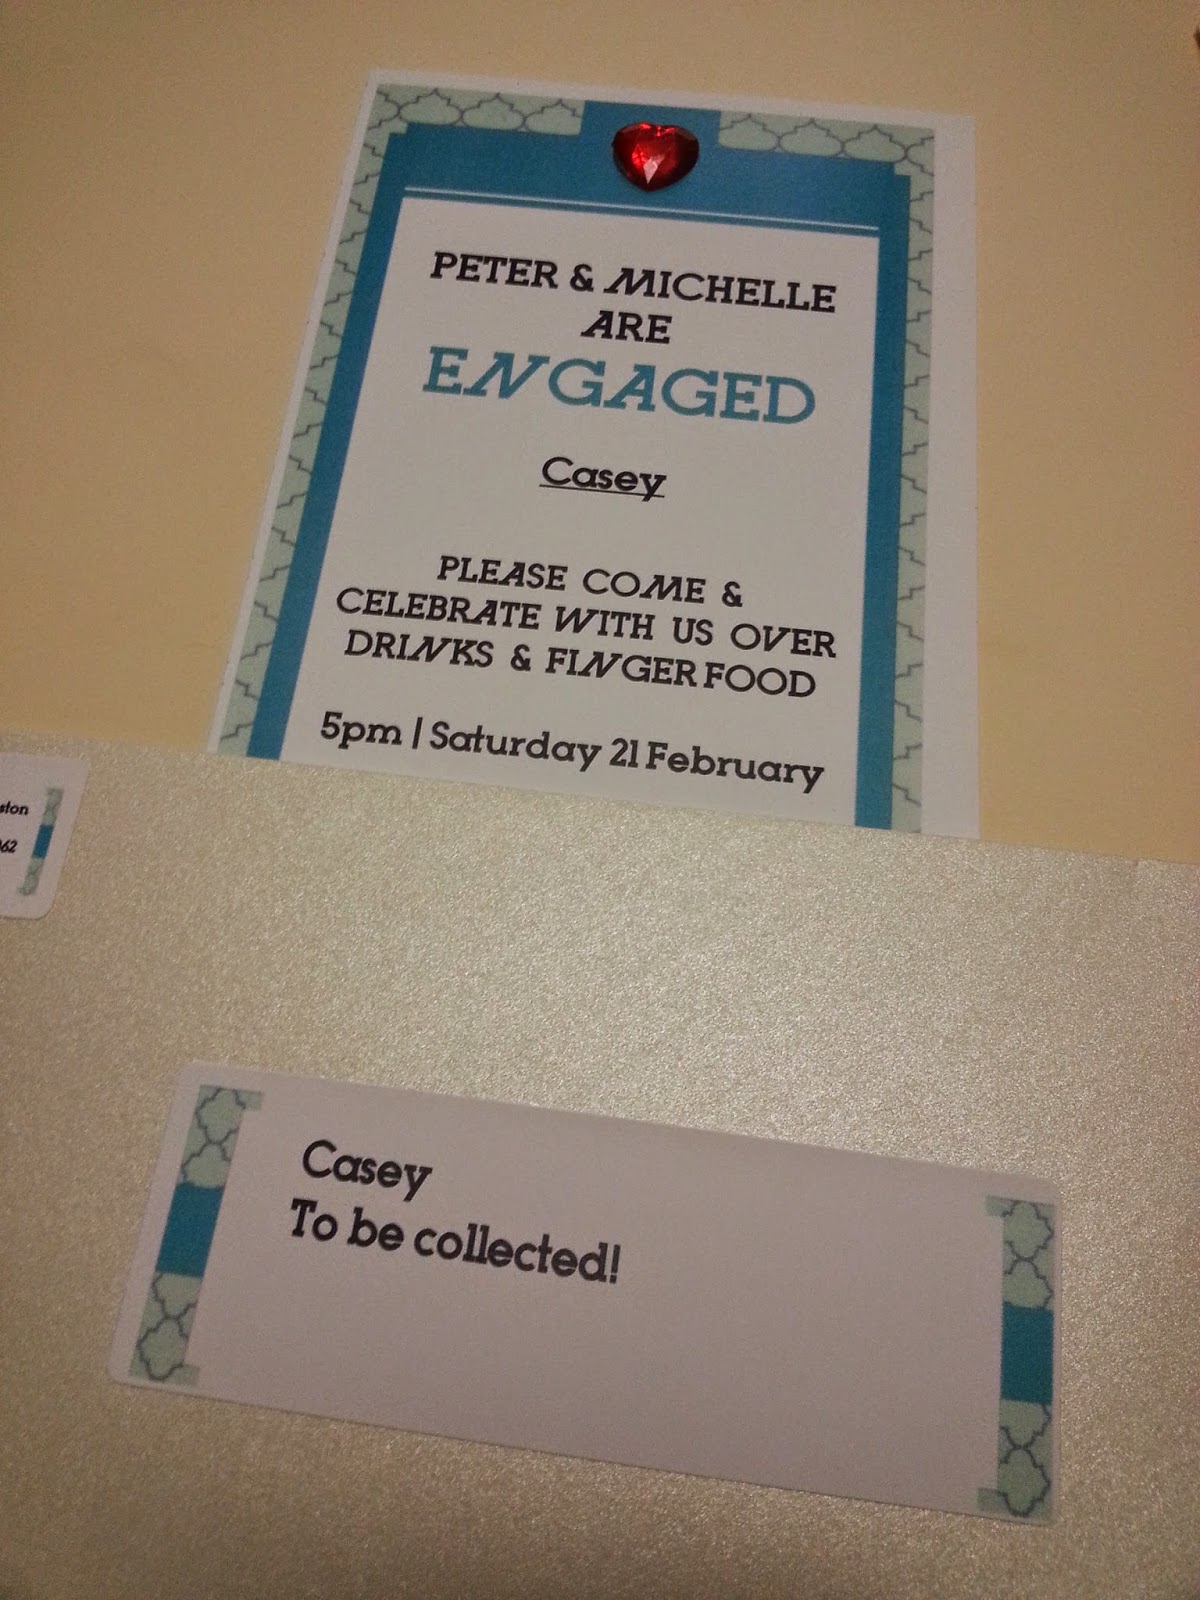 PETER & MICHELLE
ARE
ENGAGED
Casey
PLEASE COME &
CELEBRATE WITH US OVER
DRINKS & FINGER FOOD
5pm | Saturday 21 February
Casey
To be collected!